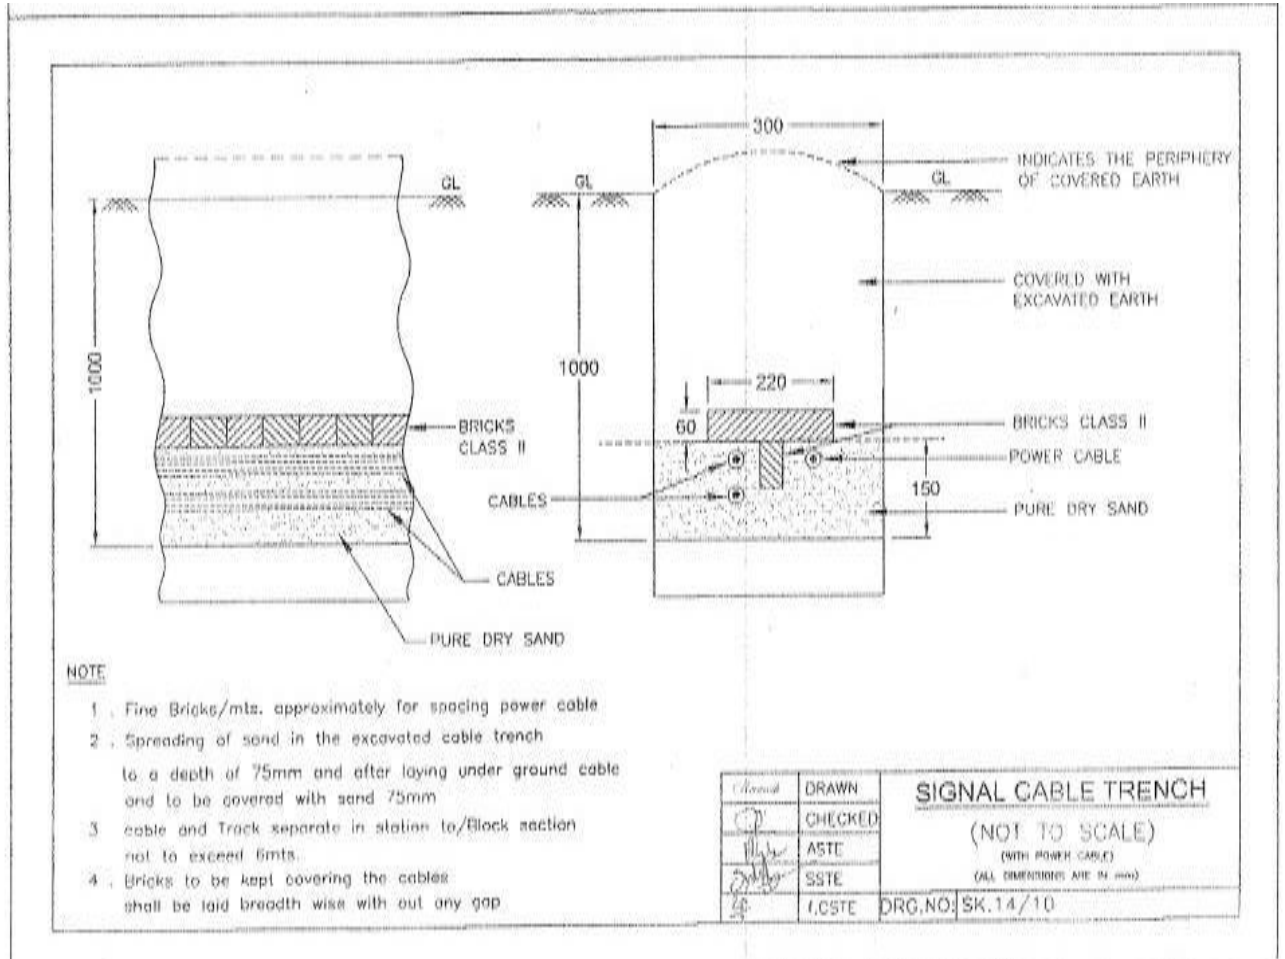 300
INDICATES THE PERIPHERY
OF COVERED EARTH
GL
GL
GL
COVERED WITH
EXCAVATED EARTH
1000
1000
220
60
BRICKS
CLASS II
BRICKS CLASS II
POWER CABLE
150
CABLES
PURE DRY SAND
CABLES
PURE DRY SAND
NOTE
1 . Fine Bricks/mts. approximately for spacing power cable
2 . Spreading of sand in the excavated cable trench
to a depth of 75mm and after laying under ground cable
and to be covered with sand 75mm
3 cable and Track separate in station to/Block section
not to exceed 6mts.
4 . Bricks to be kept covering the cables
shall be laid breadth wise with out any gap
DRAWN
CHECKED
ASTE
SSTE
CSTE
SIGNAL CABLE TRENCH
(NOT TO SCALE)
(WITH POWER CABLE)
(ALL DIMENSIONS ARE IN mm)
DRG.NO: SK.14/10